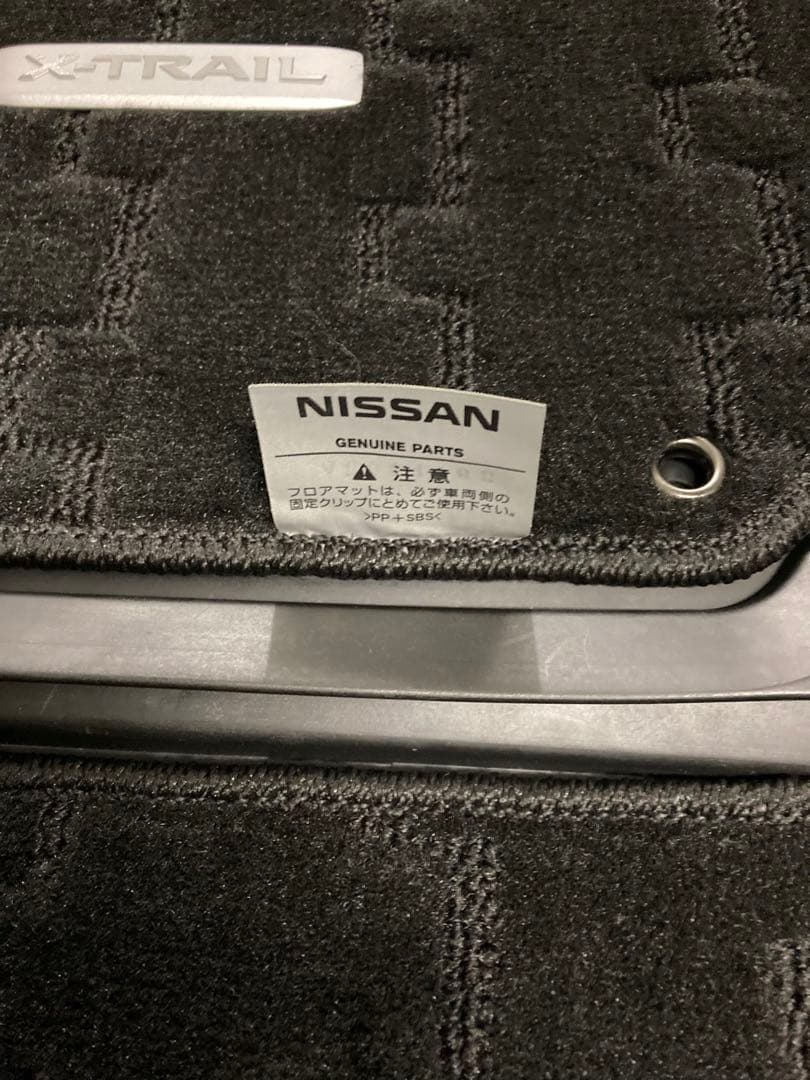 X-TRAIL
NISSAN
GENUINE PARTS
⚠ 注意
フロアマットは、必ず車両側の
固定クリップにとめてご使用下さい。
>PP+SBS<